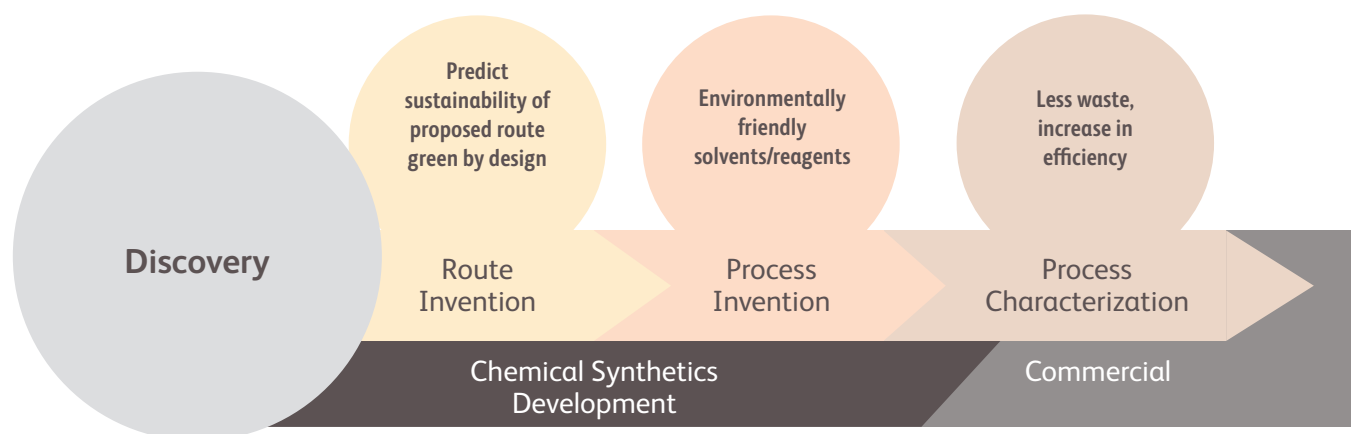 Predict
sustainability of
proposed route
green by design
Environmentally
friendly
solvents/reagents
Less waste,
increase in
efficiency
Discovery
Route
Invention
Process
Invention
Process
Characterization
Chemical Synthetics
Development
Commercial